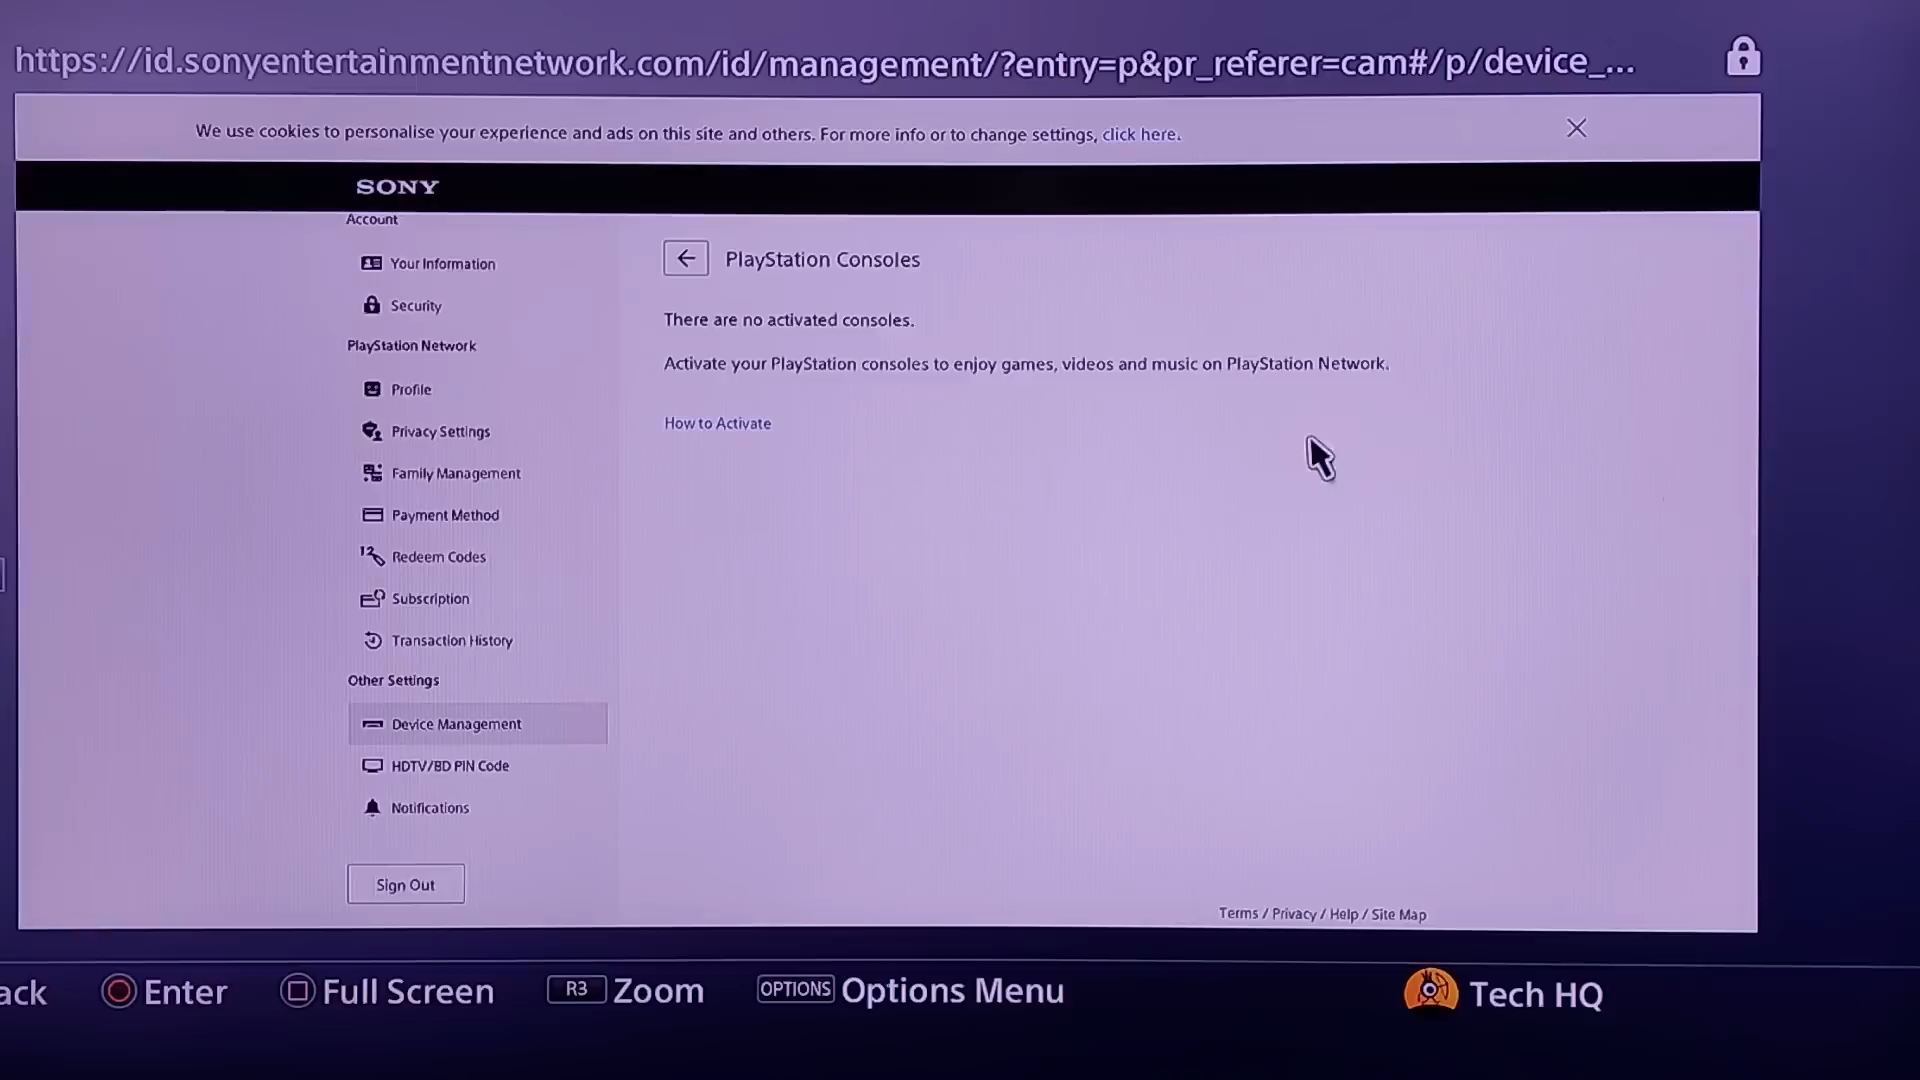 https://id.sonyentertainmentnetwork.com/id/management/?entry=p&pr_referer=cam#/p/device_...
We use cookies to personalise your experience and ads on this site and others. For more info or to change settings, click here.
SONY
Account
Your Information
Security
PlayStation Network
Profile
Privacy Settings
Family Management
Payment Method
Redeem Codes
Subscription
Transaction History
Other Settings
Device Management
HDTV/BD PIN Code
Notifications
Sign Out
PlayStation Consoles
There are no activated consoles.
Activate your PlayStation consoles to enjoy games, videos and music on PlayStation Network.
How to Activate
Terms / Privacy / Help / Site Map
ack Enter Full Screen R3 Zoom OPTIONS Options Menu Tech HQ